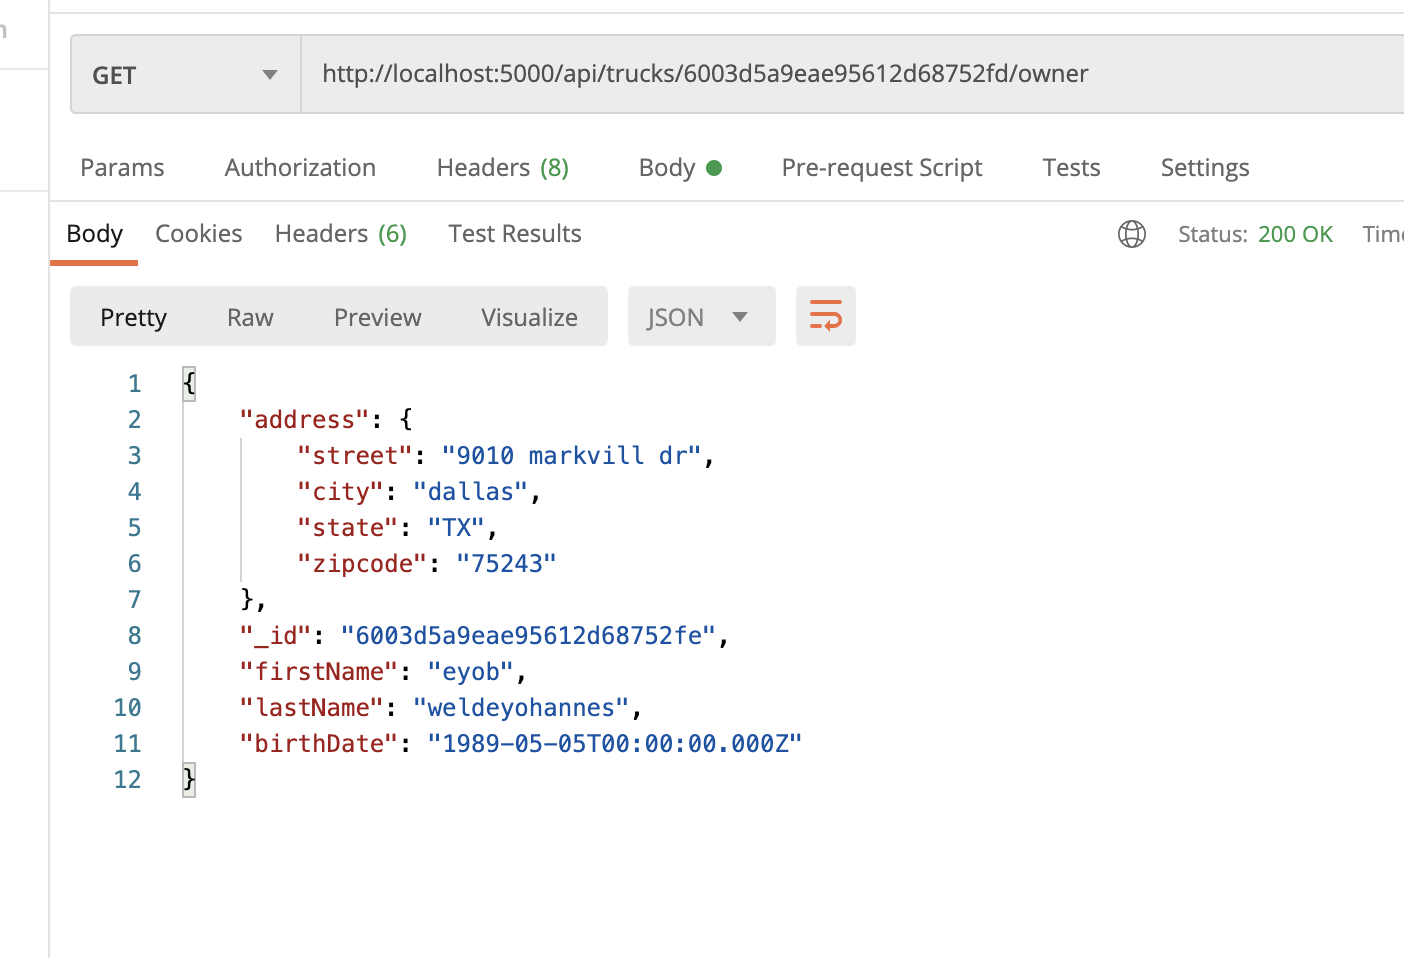 GET http://localhost:5000/api/trucks/6003d5a9eae95612d68752fd/owner
Params Authorization Headers (8) Body Pre-request Script Tests Settings
Body Cookies Headers (6) Test Results Status: 200 OK
Pretty Raw Preview Visualize JSON
1 {
2 "address": {
3 "street": "9010 markvill dr",
4 "city": "dallas",
5 "state": "TX",
6 "zipcode": "75243"
7 },
8 "_id": "6003d5a9eae95612d68752fe",
9 "firstName": "eyob",
10 "lastName": "weldeyohannes",
11 "birthDate": "1989-05-05T00:00:00.000Z"
12 }